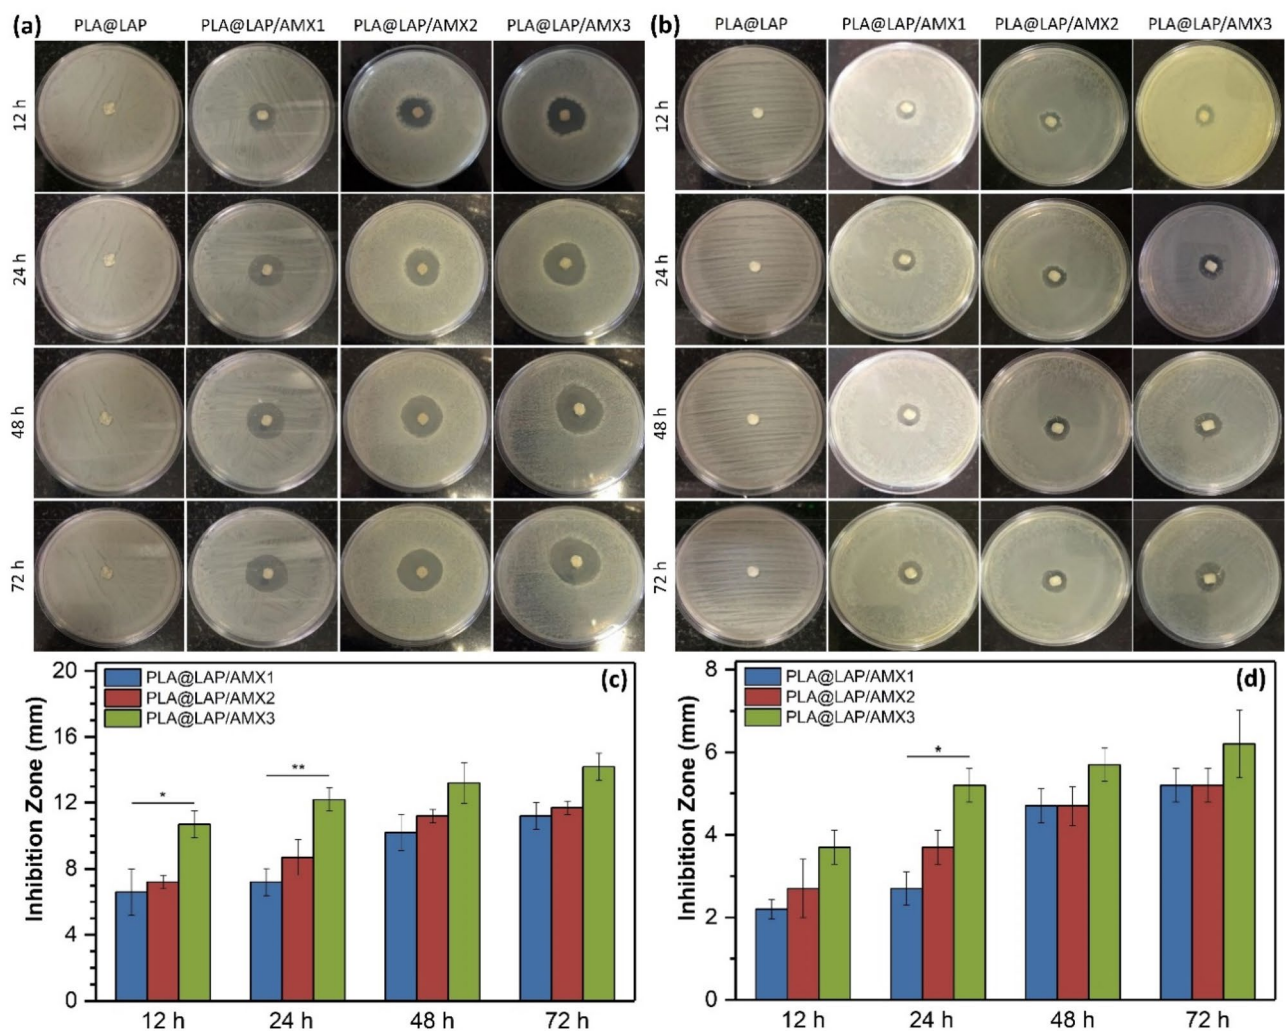 (a) PLA@LAP PLA@LAP/AMX1 PLA@LAP/AMX2 PLA@LAP/AMX3
12 h
24 h
48 h
72 h
(b) PLA@LAP PLA@LAP/AMX1 PLA@LAP/AMX2 PLA@LAP/AMX3
12 h
24 h
48 h
72 h
(c)
PLA@LAP/AMX1
PLA@LAP/AMX2
PLA@LAP/AMX3
Inhibition Zone (mm)
20
16
12
8
4
0
*
**
12 h 24 h 48 h 72 h
(d)
PLA@LAP/AMX1
PLA@LAP/AMX2
PLA@LAP/AMX3
Inhibition Zone (mm)
8
6
4
2
0
*
12 h 24 h 48 h 72 h